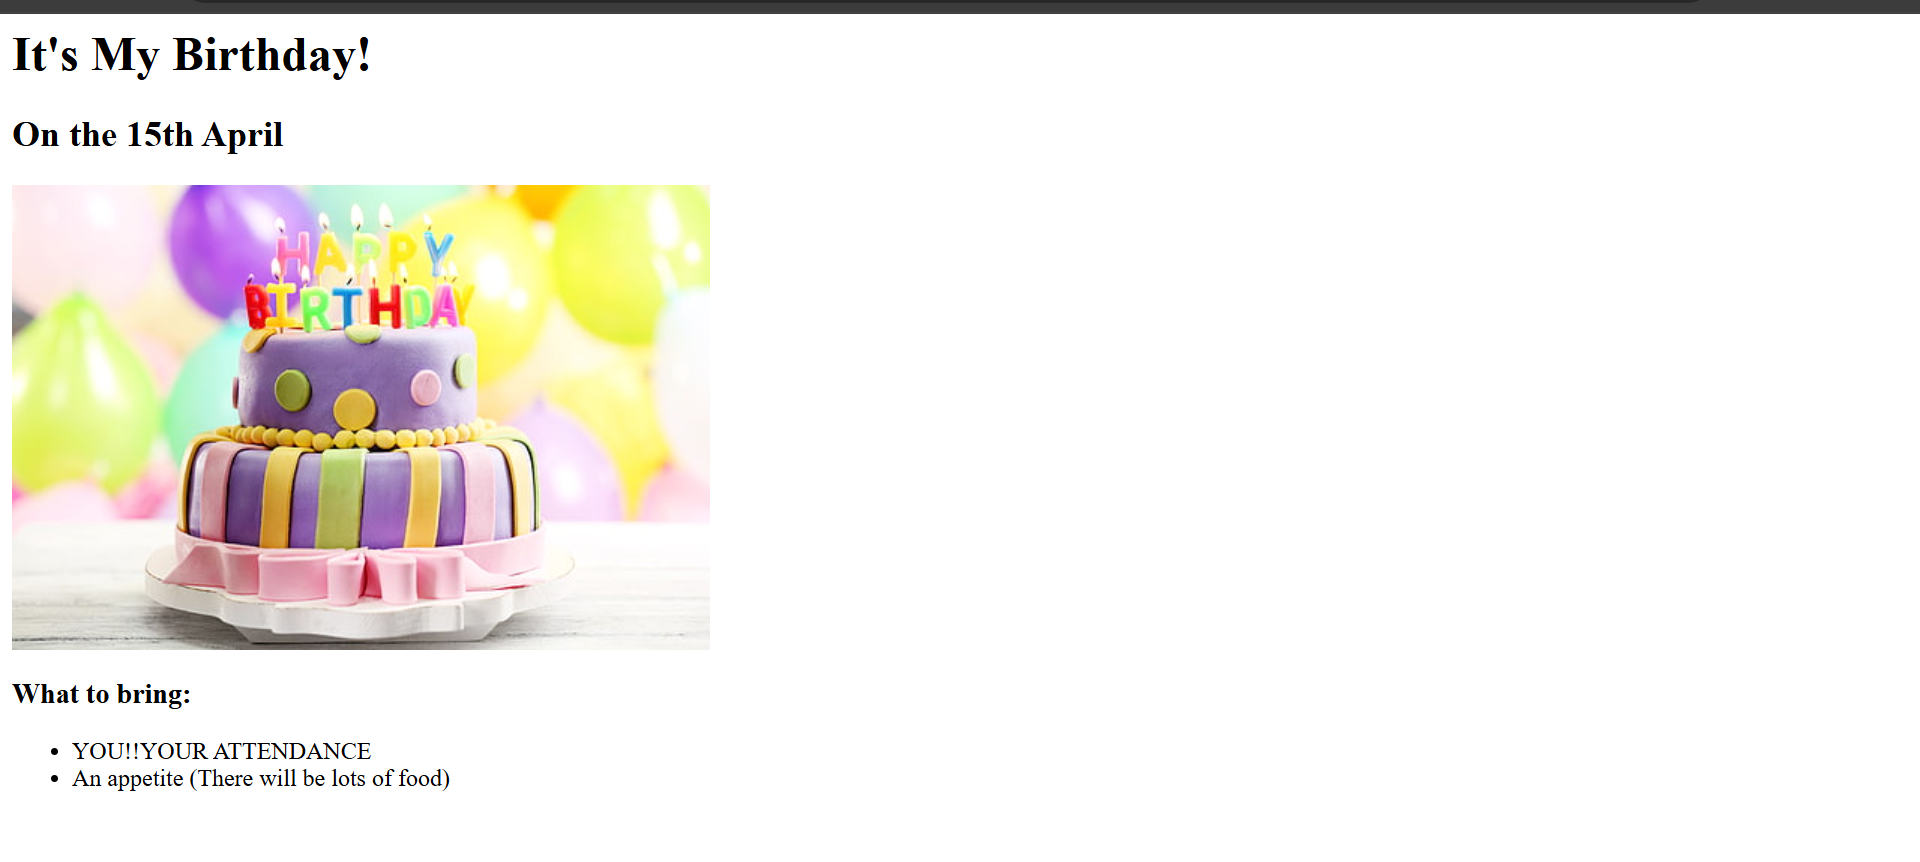 It's My Birthday!
On the 15th April
HAPPY
BIRTHDAY
What to bring:
YOU!!YOUR ATTENDANCE
An appetite (There will be lots of food)